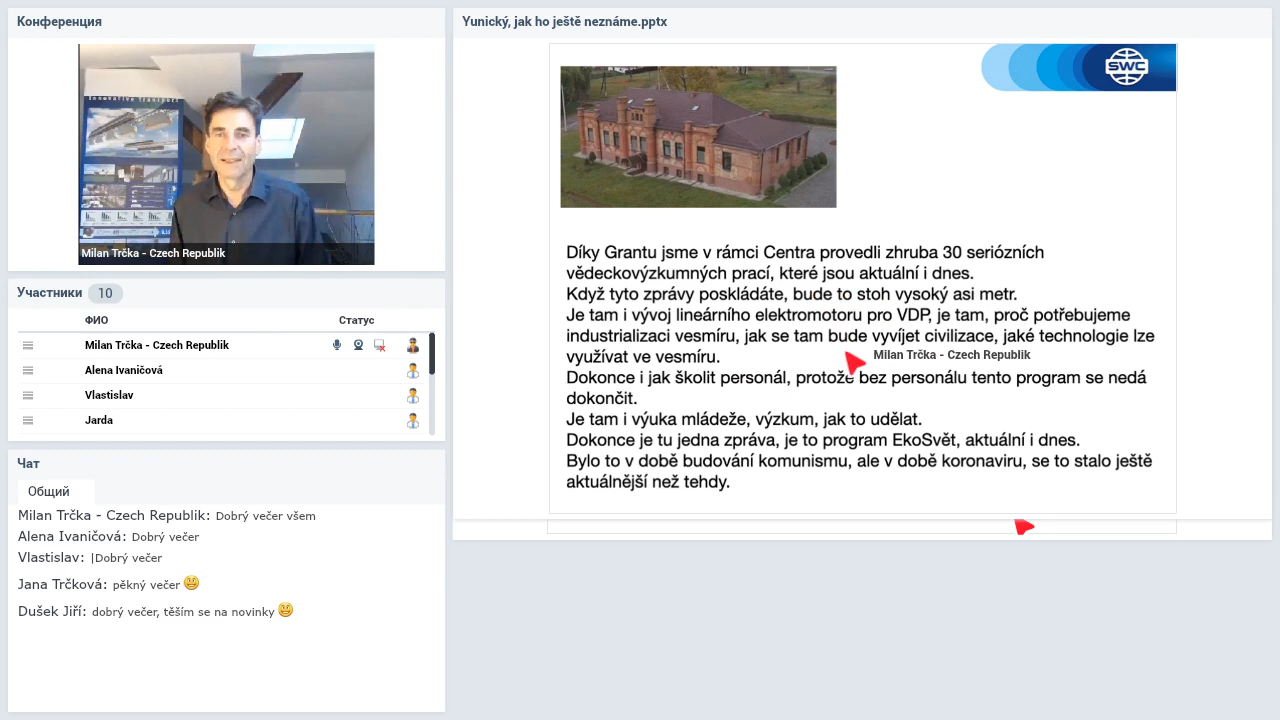 Конференция
Innovative transport
Milan Trčka - Czech Republik
Участники 10
ФИО Статус
Milan Trčka - Czech Republik
Alena Ivaničová
Vlastislav
Jarda
Чат
Общий
Milan Trčka - Czech Republik: Dobrý večer všem
Alena Ivaničová: Dobrý večer
Vlastislav: |Dobrý večer
Jana Trčková: pěkný večer
Dušek Jiří: dobrý večer, těším se na novinky
Yunický, jak ho ještě neznáme.pptx
SWC
Díky Grantu jsme v rámci Centra provedli zhruba 30 seriózních
vědeckovýzkumných prací, které jsou aktuální i dnes.
Když tyto zprávy poskládáte, bude to stoh vysoký asi metr.
Je tam i vývoj lineárního elektromotoru pro VDP, je tam, proč potřebujeme
industrializaci vesmíru, jak se tam bude vyvíjet civilizace, jaké technologie lze
využívat ve vesmíru.
Milan Trčka - Czech Republik
Dokonce i jak školit personál, protože bez personálu tento program se nedá
dokončit.
Je tam i výuka mládeže, výzkum, jak to udělat.
Dokonce je tu jedna zpráva, je to program EkoSvět, aktuální i dnes.
Bylo to v době budování komunismu, ale v době koronaviru, se to stalo ještě
aktuálnější než tehdy.